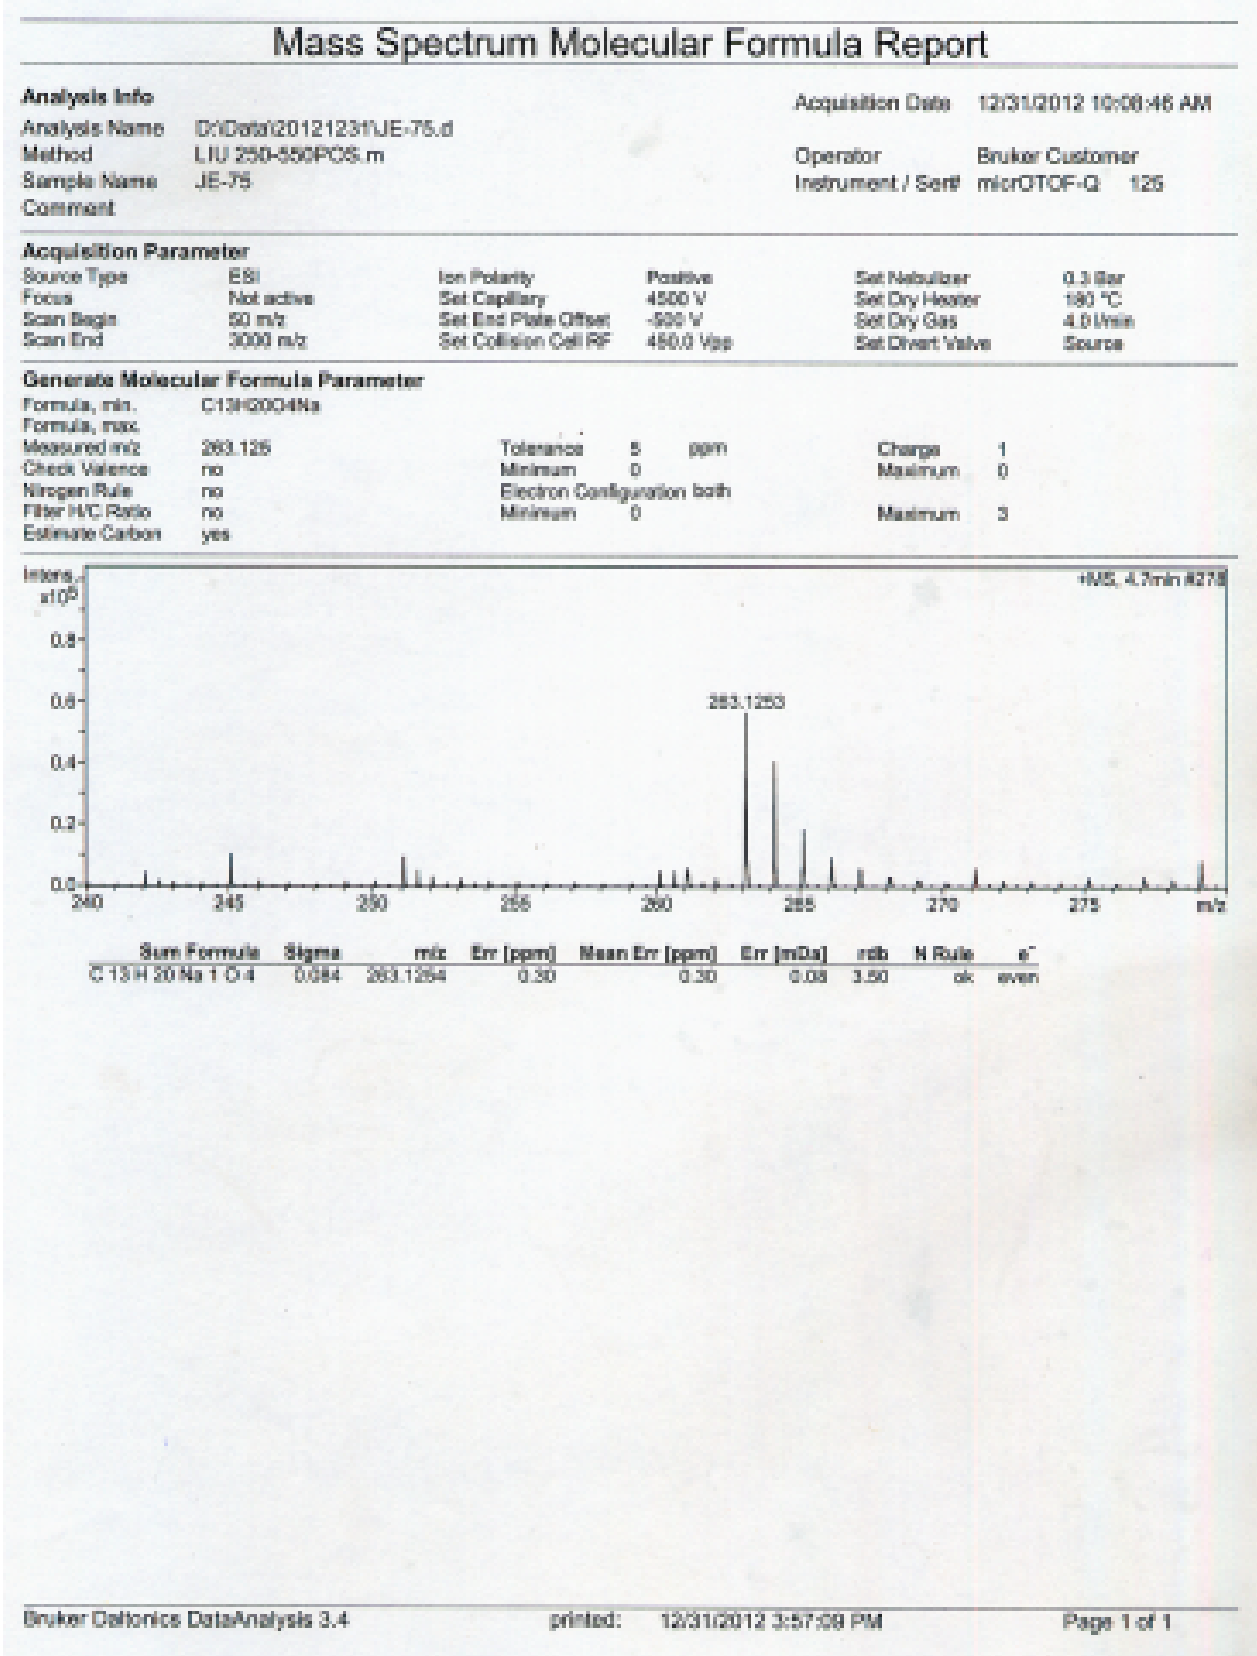 Mass Spectrum Molecular Formula Report
Analysis Info
Acquisition Date 12/31/2012 10:08:46 AM
Analysis Name D:\Data\20121231\JE-75.d
Method LIU 250-550POS.m
Operator Bruker Customer
Sample Name JE-75
Instrument / Ser# micrOTOF-Q 125
Comment
Acquisition Parameter
Source Type ESI Ion Polarity Positive Set Nebulizer 0.3 Bar
Focus Not active Set Capillary 4500 V Set Dry Heater 180 °C
Scan Begin 50 m/z Set End Plate Offset -500 V Set Dry Gas 4.0 l/min
Scan End 3000 m/z Set Collision Cell RF 450.0 Vpp Set Divert Valve Source
Generate Molecular Formula Parameter
Formula, min. C13H20O4Na
Formula, max.
Measured m/z 263.125 Tolerance 5 ppm Charge 1
Check Valence no Minimum 0 Maximum 0
Nirogen Rule no Electron Configuration both
Filter H/C Ratio no Minimum 0 Maximum 3
Estimate Carbon yes
Intens.
x10⁵
+MS, 4.7min #278
0.8
0.6
263.1253
0.4
0.2
0.0
240 245 250 255 260 265 270 275 m/z
Sum Formula Sigma m/z Err [ppm] Mean Err [ppm] Err [mDa] rdb N Rule e⁻
C 13 H 20 Na 1 O 4 0.084 263.1254 0.30 0.30 0.08 3.50 ok even
Bruker Daltonics DataAnalysis 3.4 printed: 12/31/2012 3:57:09 PM Page 1 of 1